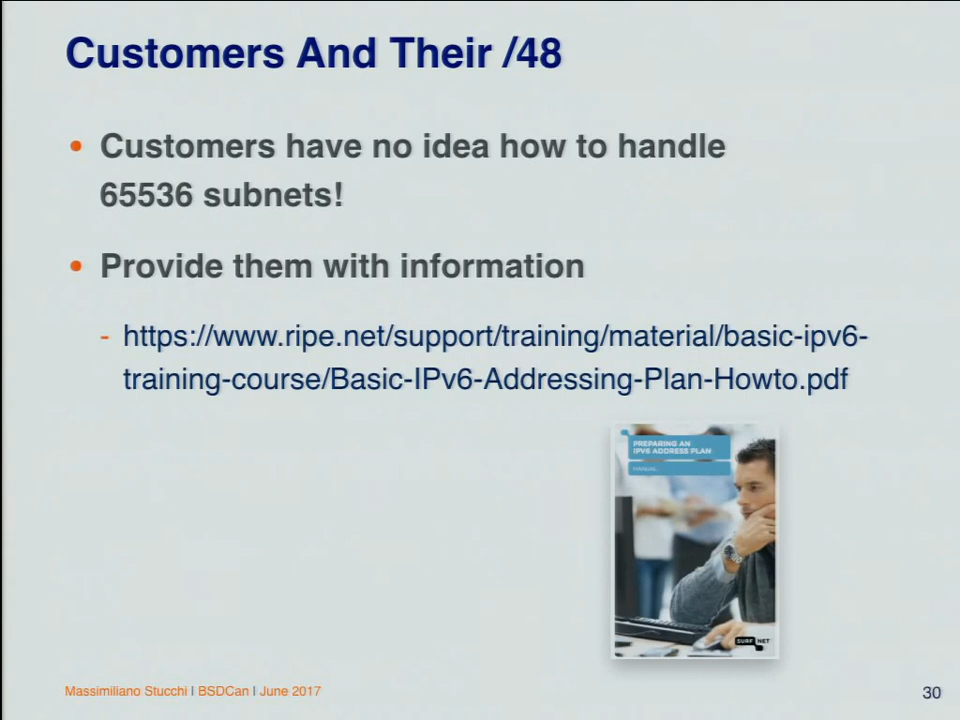 Customers And Their /48
• Customers have no idea how to handle
65536 subnets!
• Provide them with information
- https://www.ripe.net/support/training/material/basic-ipv6-
training-course/Basic-IPv6-Addressing-Plan-Howto.pdf
PREPARING AN
IPV6 ADDRESS PLAN
MANUAL
SURF NET
Massimiliano Stucchi | BSDCan | June 2017
30